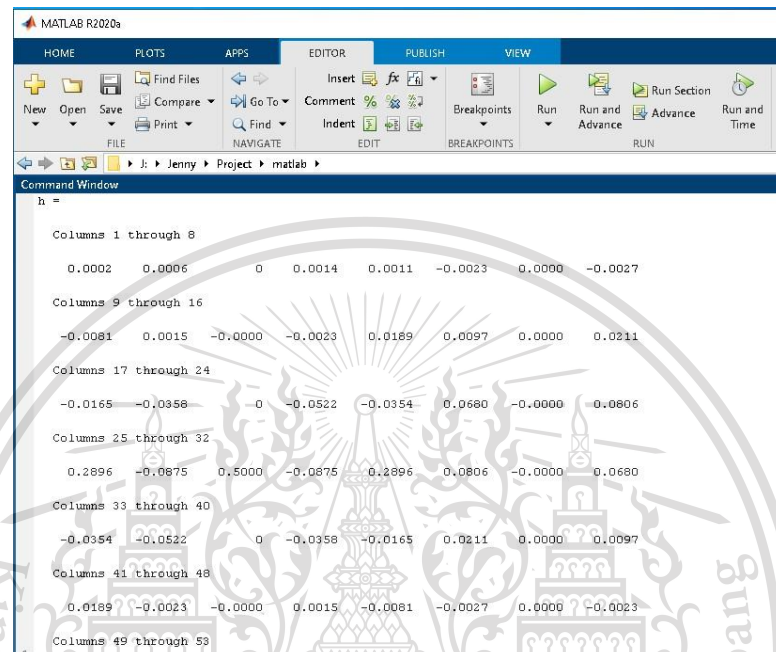 MATLAB R2020a
HOME PLOTS APPS EDITOR PUBLISH VIEW
New Open Save Find Files Compare Print Go To Find Insert fx Comment Indent Breakpoints Run Run and Advance Run Section Advance Run and Time
FILE NAVIGATE EDIT BREAKPOINTS RUN
J: Jenny Project matlab
Command Window
h =
Columns 1 through 8
0.0002 0.0006 0 0.0014 0.0011 -0.0023 0.0000 -0.0027
Columns 9 through 16
-0.0081 0.0015 -0.0000 -0.0023 0.0189 0.0097 0.0000 0.0211
Columns 17 through 24
-0.0165 -0.0358 0 -0.0522 -0.0354 0.0680 -0.0000 0.0806
Columns 25 through 32
0.2896 -0.0875 0.5000 -0.0875 0.2896 0.0806 -0.0000 0.0680
Columns 33 through 40
-0.0354 -0.0522 0 -0.0358 -0.0165 0.0211 0.0000 0.0097
Columns 41 through 48
0.0189 -0.0023 -0.0000 0.0015 -0.0081 -0.0027 0.0000 -0.0023
Columns 49 through 53